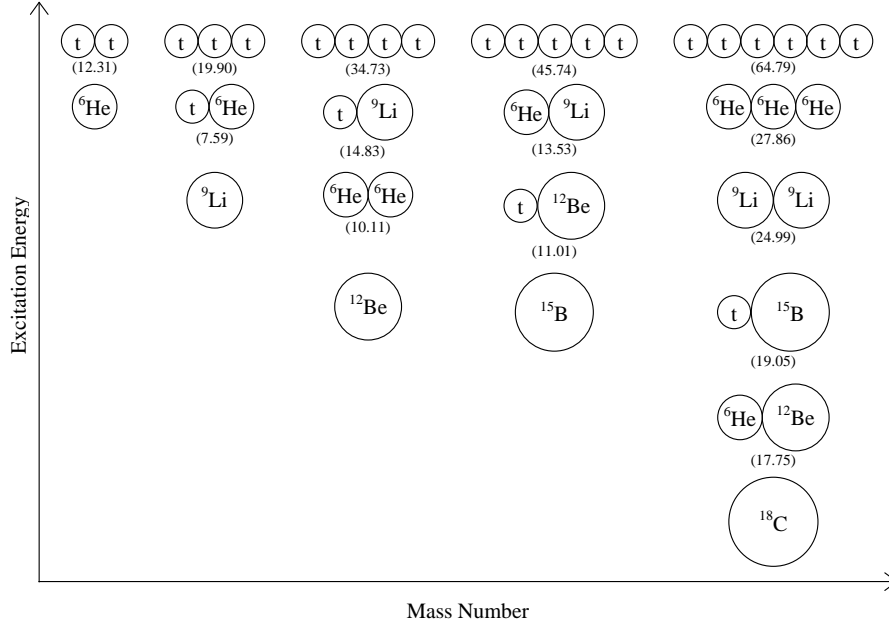 t t t t t t t t t t t t t t t t t t t t
(12.31) (19.90) (34.73) (45.74) (64.79)
⁶He t ⁶He t ⁹Li ⁶He ⁹Li ⁶He ⁶He ⁶He
(7.59) (14.83) (13.53) (27.86)
⁹Li ⁶He ⁶He t ¹²Be ⁹Li ⁹Li
(10.11) (11.01) (24.99)
¹²Be ¹⁵B t ¹⁵B
(19.05)
⁶He ¹²Be
(17.75)
¹⁸C
Excitation Energy
Mass Number